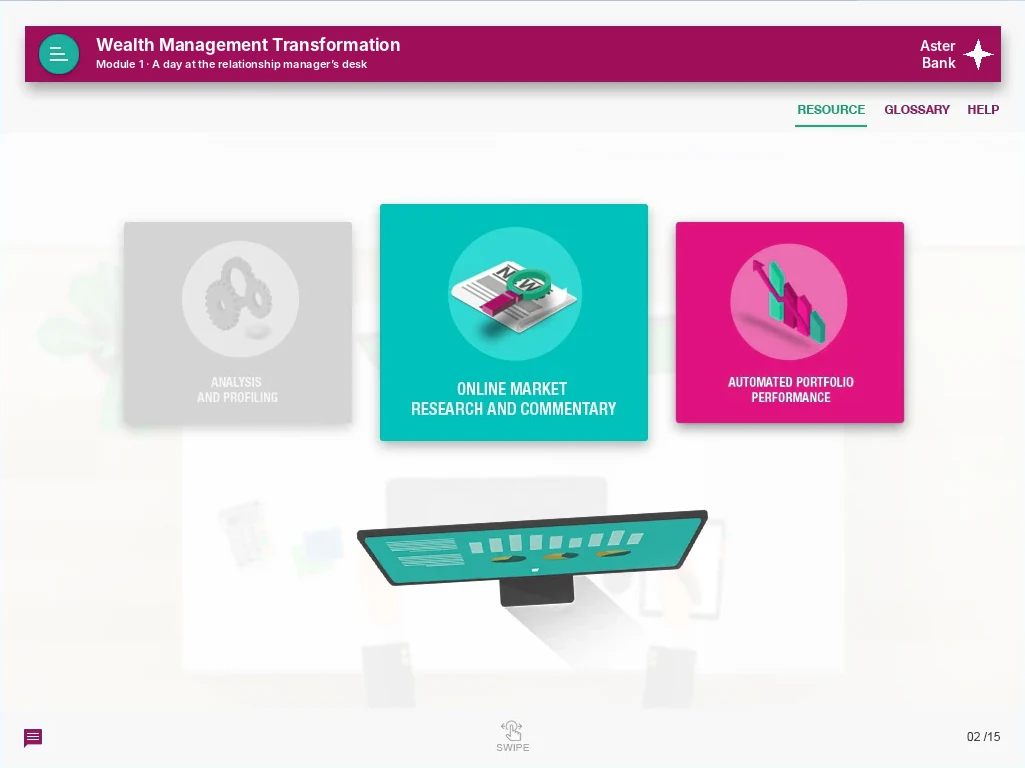 Wealth Management Transformation
Module 1 · A day at the relationship manager's desk
Aster
Bank
RESOURCE GLOSSARY HELP
ANALYSIS
AND PROFILING
NEW
ONLINE MARKET
RESEARCH AND COMMENTARY
AUTOMATED PORTFOLIO
PERFORMANCE
SWIPE
02 /15